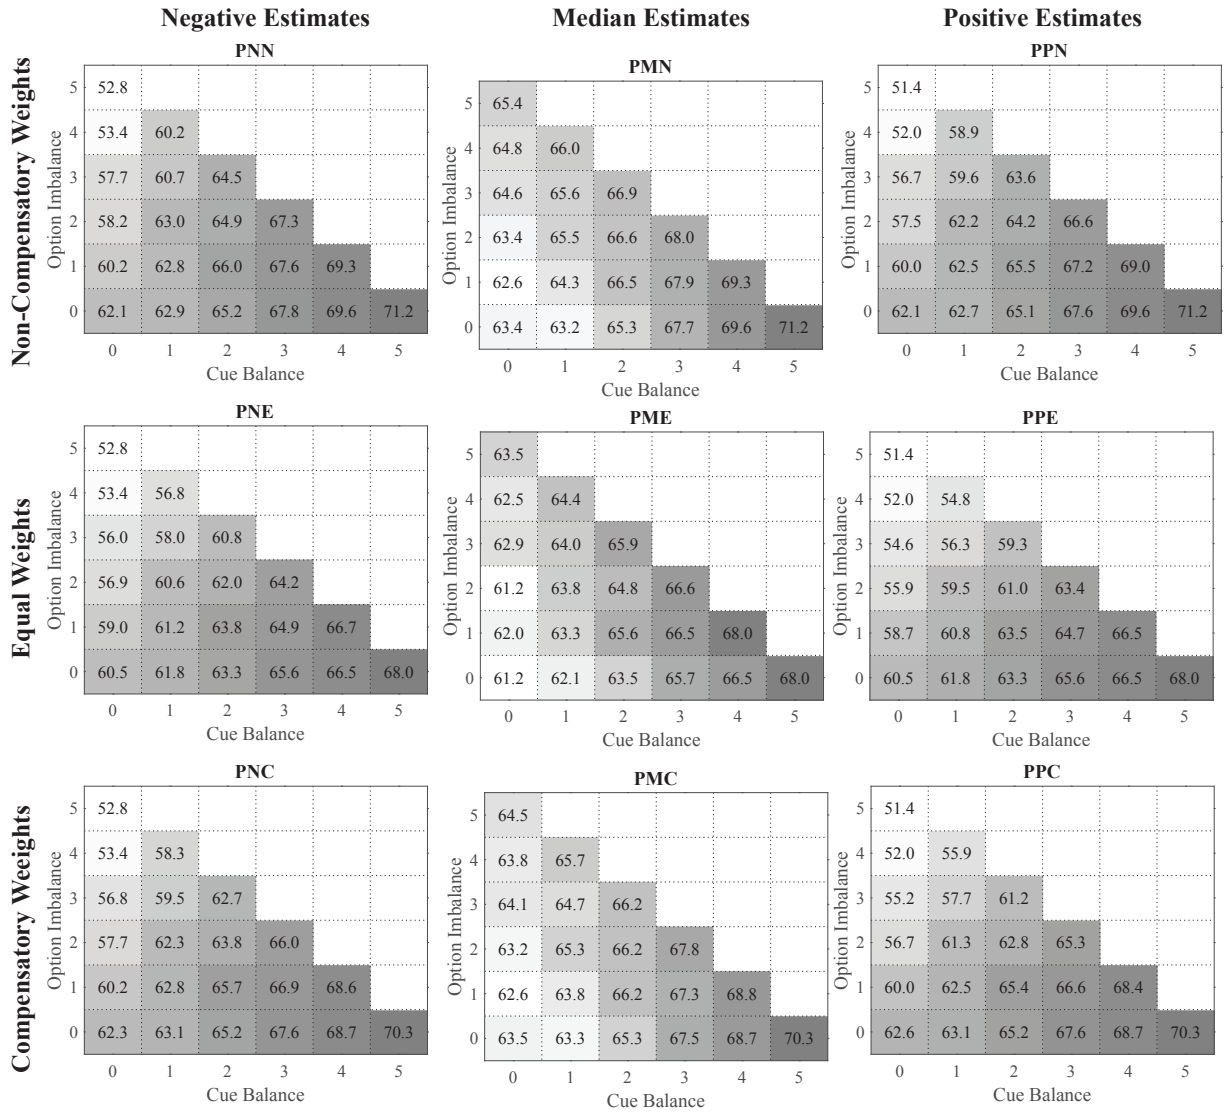 Negative Estimates Median Estimates Positive Estimates
Non-Compensatory Weights
PNN
Option Imbalance
5 52.8
4 53.4 60.2
3 57.7 60.7 64.5
2 58.2 63.0 64.9 67.3
1 60.2 62.8 66.0 67.6 69.3
0 62.1 62.9 65.2 67.8 69.6 71.2
0 1 2 3 4 5
Cue Balance
PMN
Option Imbalance
5 65.4
4 64.8 66.0
3 64.6 65.6 66.9
2 63.4 65.5 66.6 68.0
1 62.6 64.3 66.5 67.9 69.3
0 63.4 63.2 65.3 67.7 69.6 71.2
0 1 2 3 4 5
Cue Balance
PPN
Option Imbalance
5 51.4
4 52.0 58.9
3 56.7 59.6 63.6
2 57.5 62.2 64.2 66.6
1 60.0 62.5 65.5 67.2 69.0
0 62.1 62.7 65.1 67.6 69.6 71.2
0 1 2 3 4 5
Cue Balance
Equal Weights
PNE
Option Imbalance
5 52.8
4 53.4 56.8
3 56.0 58.0 60.8
2 56.9 60.6 62.0 64.2
1 59.0 61.2 63.8 64.9 66.7
0 60.5 61.8 63.3 65.6 66.5 68.0
0 1 2 3 4 5
Cue Balance
PME
Option Imbalance
5 63.5
4 62.5 64.4
3 62.9 64.0 65.9
2 61.2 63.8 64.8 66.6
1 62.0 63.3 65.6 66.5 68.0
0 61.2 62.1 63.5 65.7 66.5 68.0
0 1 2 3 4 5
Cue Balance
PPE
Option Imbalance
5 51.4
4 52.0 54.8
3 54.6 56.3 59.3
2 55.9 59.5 61.0 63.4
1 58.7 60.8 63.5 64.7 66.5
0 60.5 61.8 63.3 65.6 66.5 68.0
0 1 2 3 4 5
Cue Balance
Compensatory Weeights
PNC
Option Imbalance
5 52.8
4 53.4 58.3
3 56.8 59.5 62.7
2 57.7 62.3 63.8 66.0
1 60.2 62.8 65.7 66.9 68.6
0 62.3 63.1 65.2 67.6 68.7 70.3
0 1 2 3 4 5
Cue Balance
PMC
Option Imbalance
5 64.5
4 63.8 65.7
3 64.1 64.7 66.2
2 63.2 65.3 66.2 67.8
1 62.6 63.8 66.2 67.3 68.8
0 63.5 63.3 65.3 67.5 68.7 70.3
0 1 2 3 4 5
Cue Balance
PPC
Option Imbalance
5 51.4
4 52.0 55.9
3 55.2 57.7 61.2
2 56.7 61.3 62.8 65.3
1 60.0 62.5 65.4 66.6 68.4
0 62.6 63.1 65.2 67.6 68.7 70.3
0 1 2 3 4 5
Cue Balance